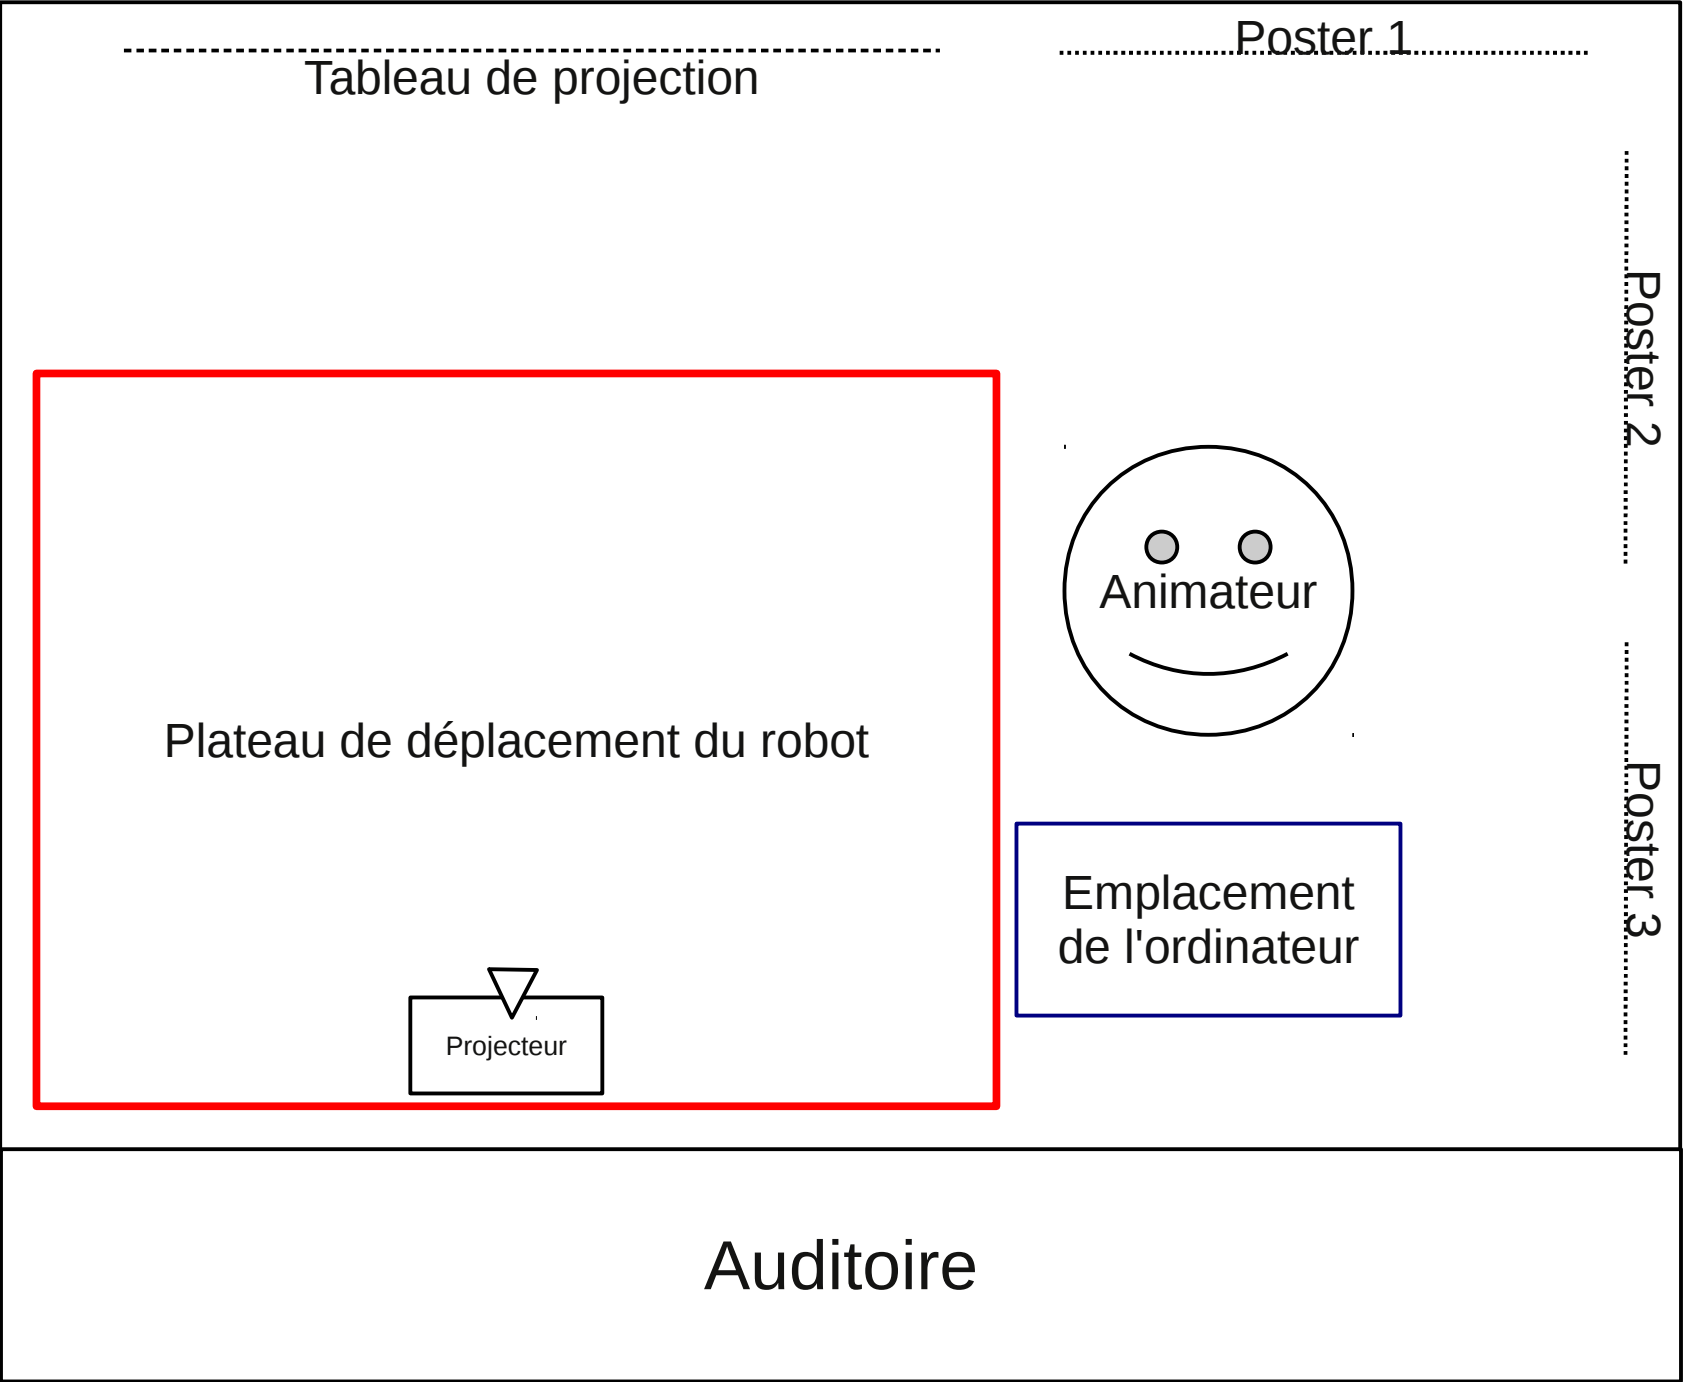 Poster 1
Tableau de projection
Poster 2
Animateur
Plateau de déplacement du robot
Poster 3
Emplacement
de l'ordinateur
Projecteur
Auditoire